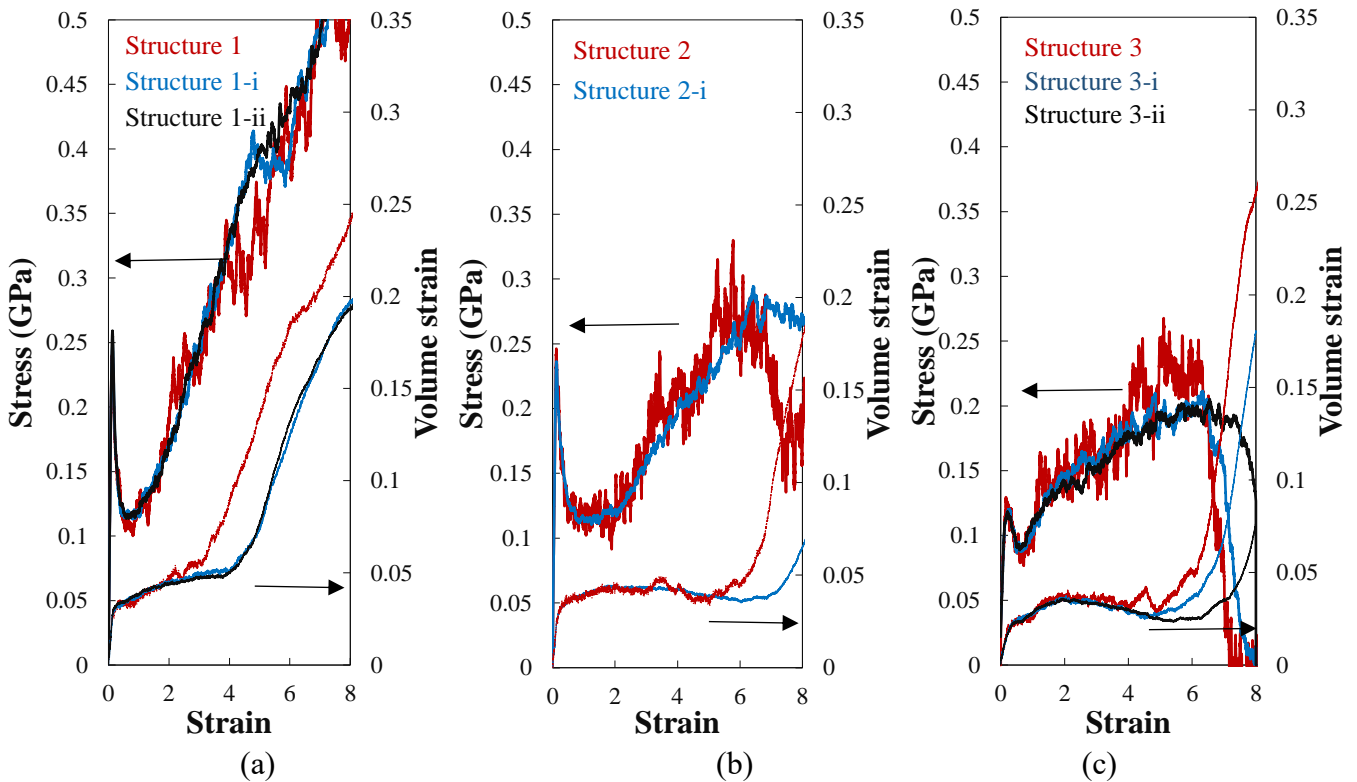 0.5
0.45
0.4
0.35
0.3
0.25
0.2
0.15
0.1
0.05
0
Stress (GPa)
Structure 1
Structure 1-i
Structure 1-ii
0.35
0.3
0.25
0.2
0.15
0.1
0.05
0
Volume strain
0 2 4 6 8
Strain
(a)
0.5
0.45
0.4
0.35
0.3
0.25
0.2
0.15
0.1
0.05
0
Stress (GPa)
Structure 2
Structure 2-i
0.35
0.3
0.25
0.2
0.15
0.1
0.05
0
Volume strain
0 2 4 6 8
Strain
(b)
0.5
0.45
0.4
0.35
0.3
0.25
0.2
0.15
0.1
0.05
0
Stress (GPa)
Structure 3
Structure 3-i
Structure 3-ii
0.35
0.3
0.25
0.2
0.15
0.1
0.05
0
Volume strain
0 2 4 6 8
Strain
(c)